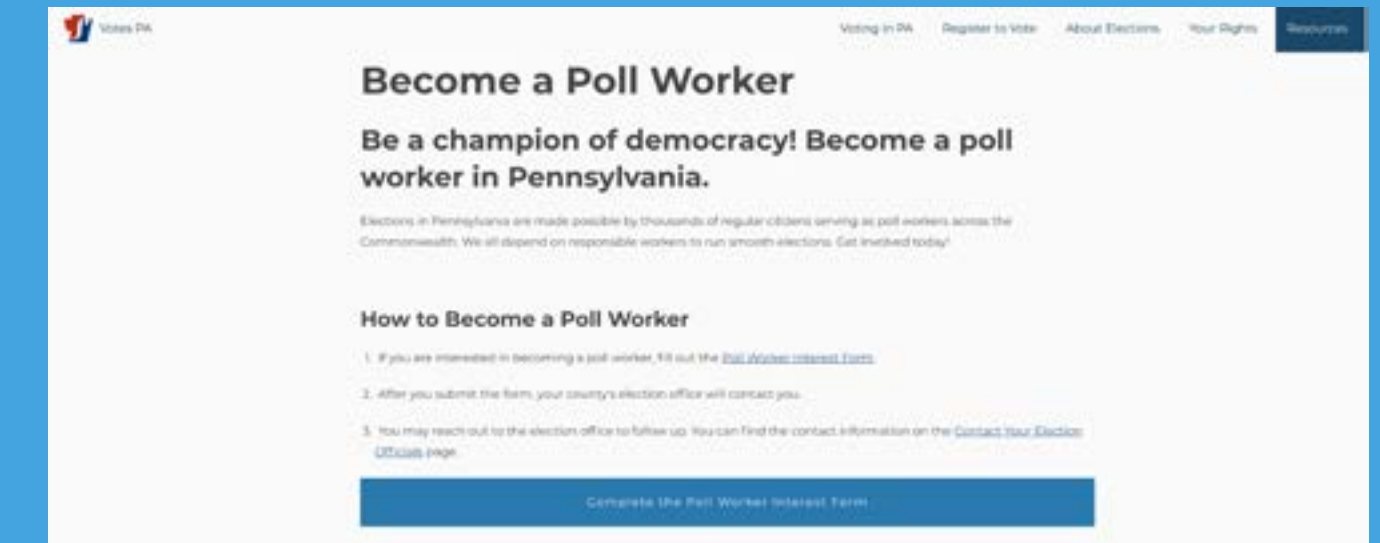 Votes PA
Voting in PA Register to Vote About Elections Your Rights Resources
Become a Poll Worker
Be a champion of democracy! Become a poll
worker in Pennsylvania.
Elections in Pennsylvania are made possible by thousands of regular citizens serving as poll workers across the
Commonwealth. We all depend on responsible workers to run smooth elections. Get involved today!
How to Become a Poll Worker
1. If you are interested in becoming a poll worker, fill out the Poll Worker Interest Form.
2. After you submit the form, your county's election office will contact you.
3. You may reach out to the election office to follow up. You can find the contact information on the Contact Your Election
Officials page.
Complete the Poll Worker Interest Form